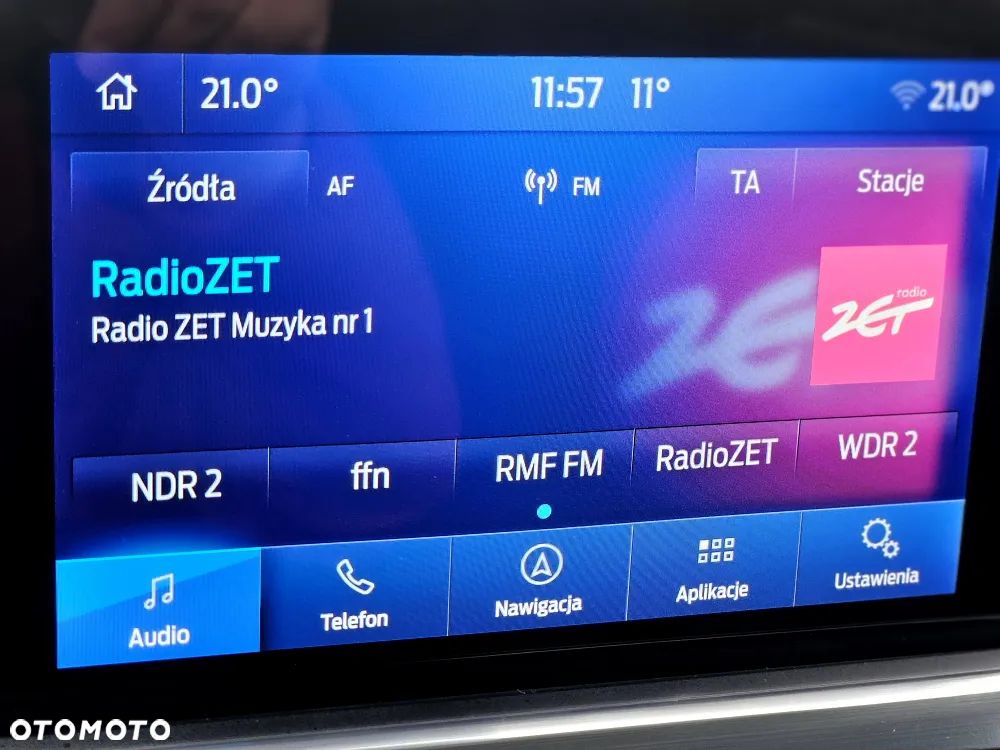 21.0° 11:57 11° 21.0°
Źródła AF FM TA Stacje
RadioZET
Radio ZET Muzyka nr 1
ZET
radio
ZET
NDR 2 ffn RMF FM RadioZET WDR 2
Audio Telefon Nawigacja Aplikacje Ustawienia
OTOMOTO